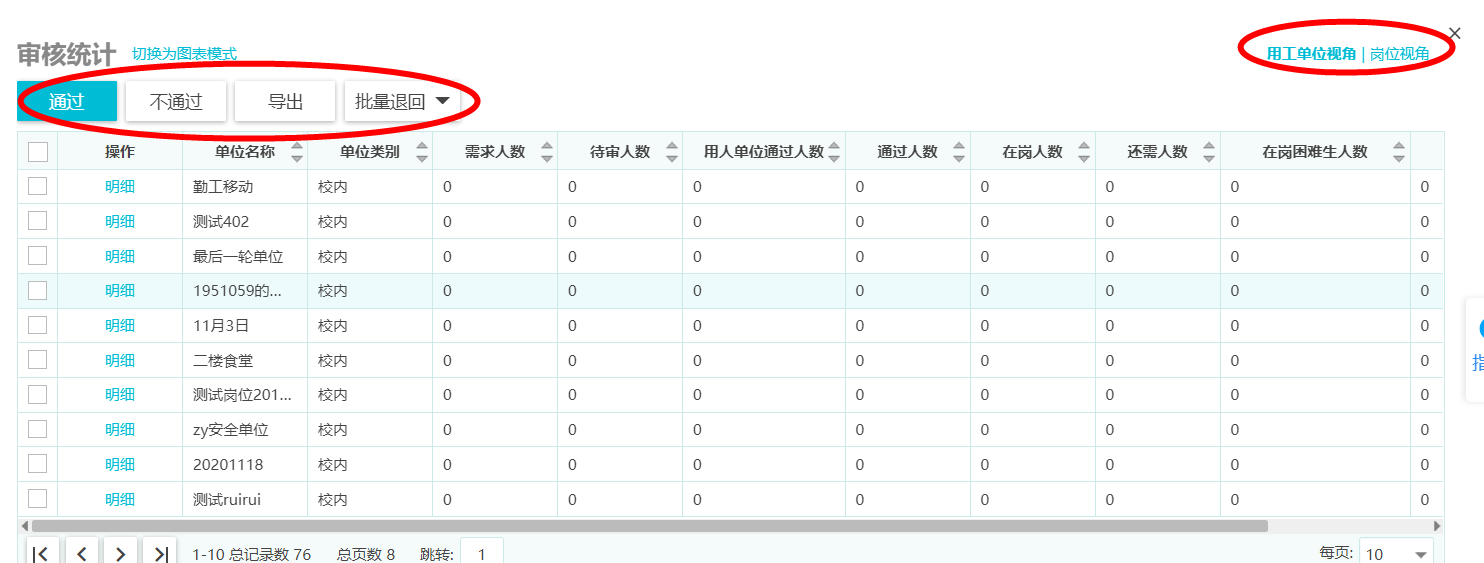 审核统计 切换为图表模式 用工单位视角 | 岗位视角
通过 不通过 导出 批量退回
操作 单位名称 单位类别 需求人数 待审人数 用人单位通过人数 通过人数 在岗人数 还需人数 在岗困难生人数
明细 勤工移动 校内 0 0 0 0 0 0 0 0
明细 测试402 校内 0 0 0 0 0 0 0 0
明细 最后一轮单位 校内 0 0 0 0 0 0 0 0
明细 1951059的... 校内 0 0 0 0 0 0 0 0
明细 11月3日 校内 0 0 0 0 0 0 0 0
明细 二楼食堂 校内 0 0 0 0 0 0 0 0
明细 测试岗位201... 校内 0 0 0 0 0 0 0 0
明细 zy安全单位 校内 0 0 0 0 0 0 0 0
明细 20201118 校内 0 0 0 0 0 0 0 0
明细 测试ruirui 校内 0 0 0 0 0 0 0 0
1-10 总记录数 76 总页数 8 跳转: 1 每页: 10